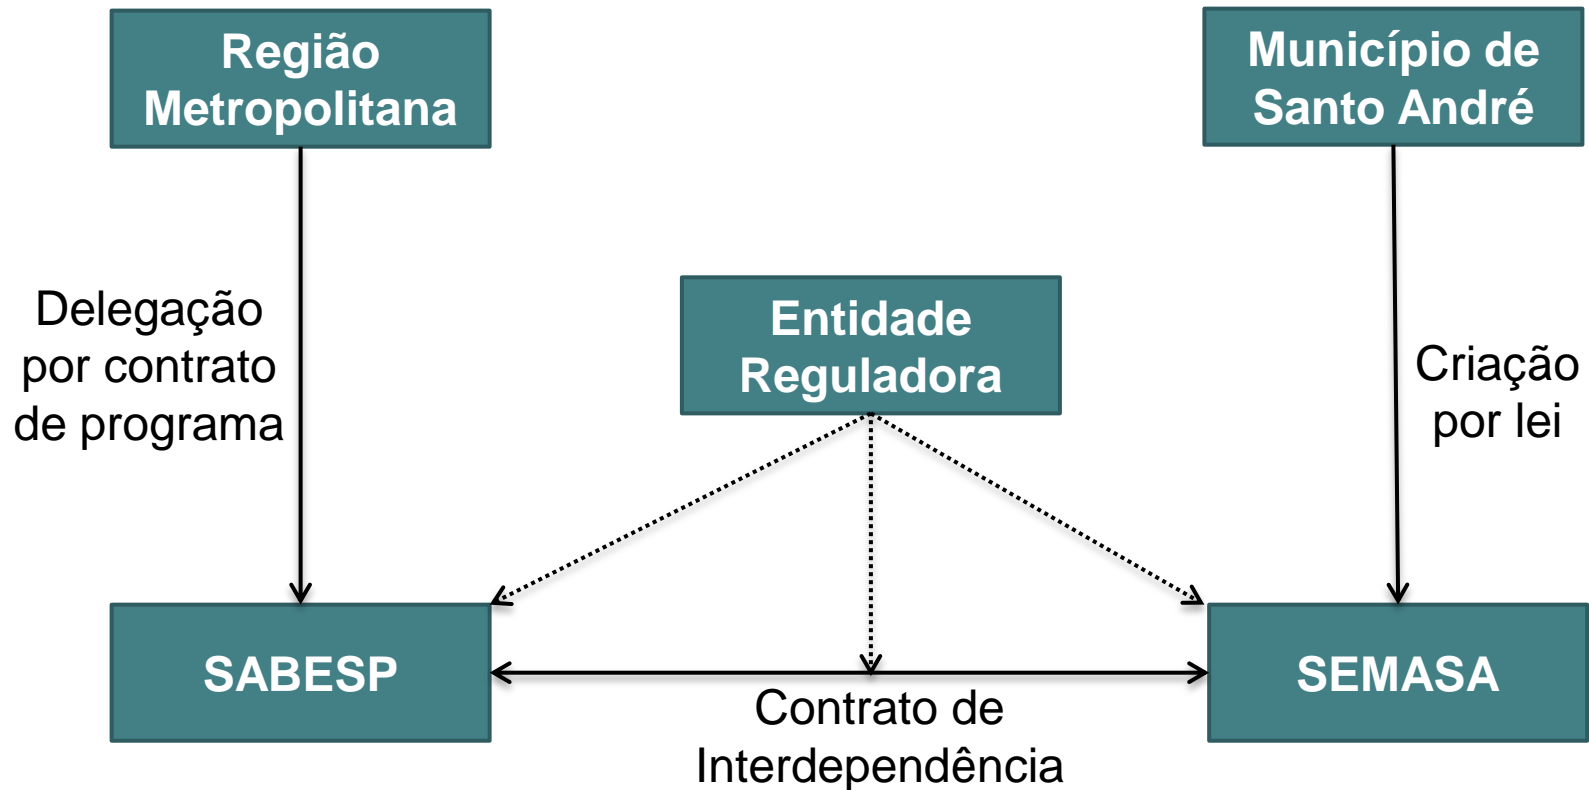 Região
Metropolitana
Município de
Santo André
Delegação
por contrato
de programa
Entidade
Reguladora
Criação
por lei
SABESP
SEMASA
Contrato de
Interdependência